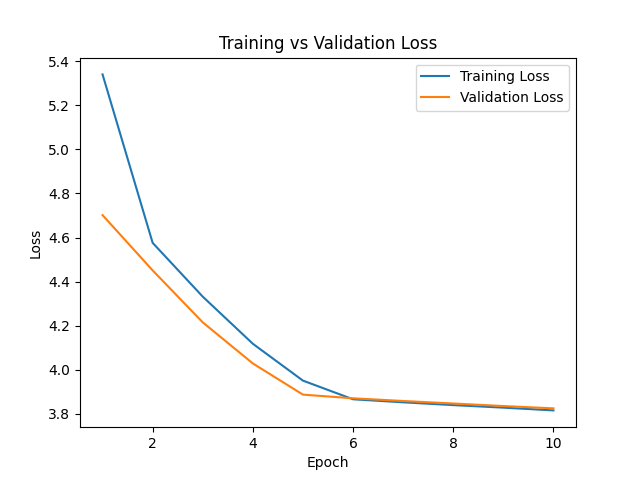 Training vs Validation Loss
Training Loss
Validation Loss
5.4
5.2
5.0
4.8
4.6
4.4
4.2
4.0
3.8
Loss
2 4 6 8 10
Epoch